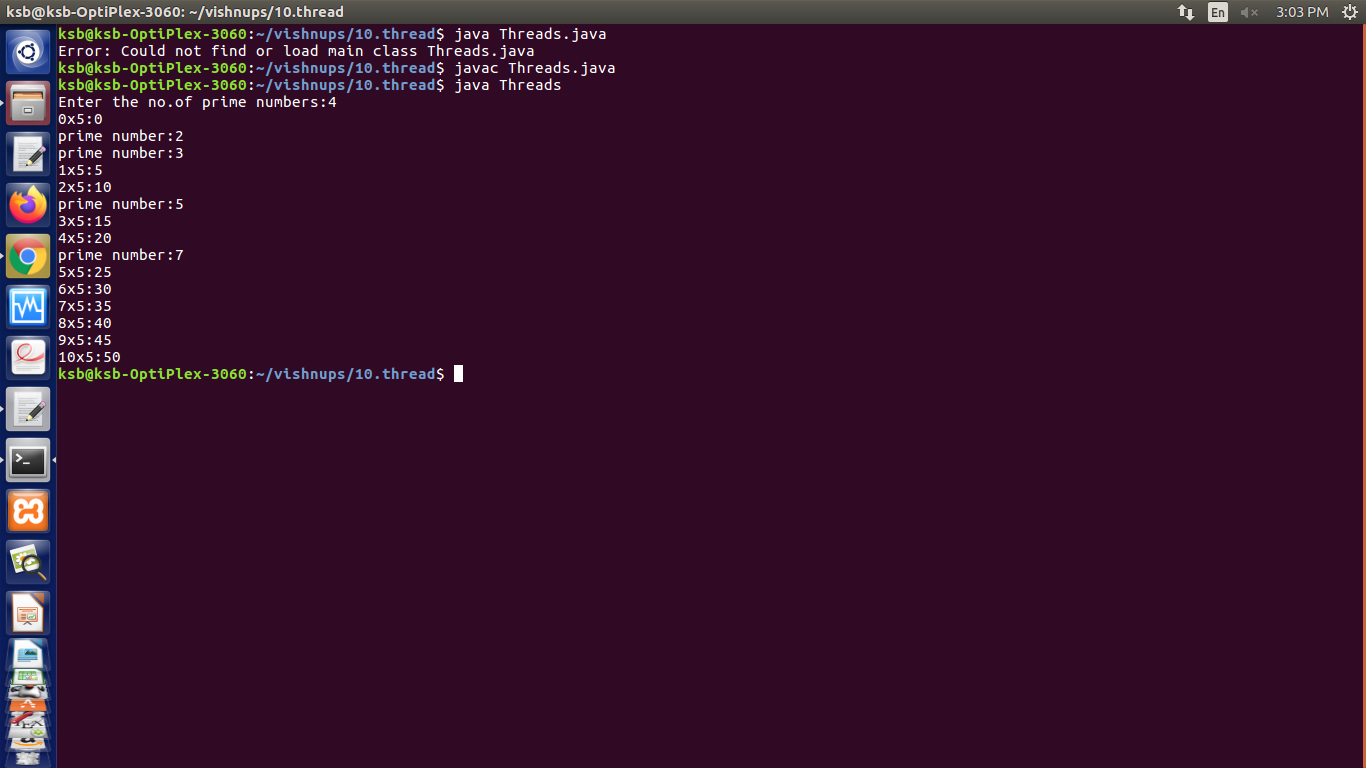 ksb@ksb-OptiPlex-3060: ~/vishnups/10.thread En 3:03 PM
ksb@ksb-OptiPlex-3060:~/vishnups/10.thread$ java Threads.java
Error: Could not find or load main class Threads.java
ksb@ksb-OptiPlex-3060:~/vishnups/10.thread$ javac Threads.java
ksb@ksb-OptiPlex-3060:~/vishnups/10.thread$ java Threads
Enter the no.of prime numbers:4
0x5:0
prime number:2
prime number:3
1x5:5
2x5:10
prime number:5
3x5:15
4x5:20
prime number:7
5x5:25
6x5:30
7x5:35
8x5:40
9x5:45
10x5:50
ksb@ksb-OptiPlex-3060:~/vishnups/10.thread$